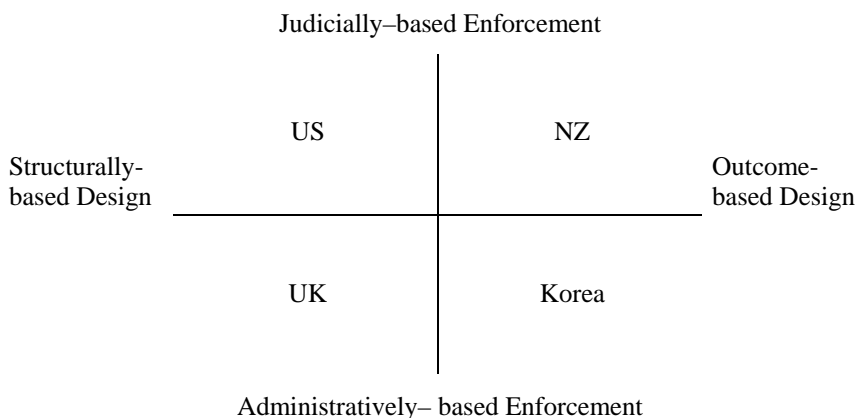 Judicially–based Enforcement
US
NZ
Structurally-
based Design
Outcome-
based Design
UK
Korea
Administratively– based Enforcement